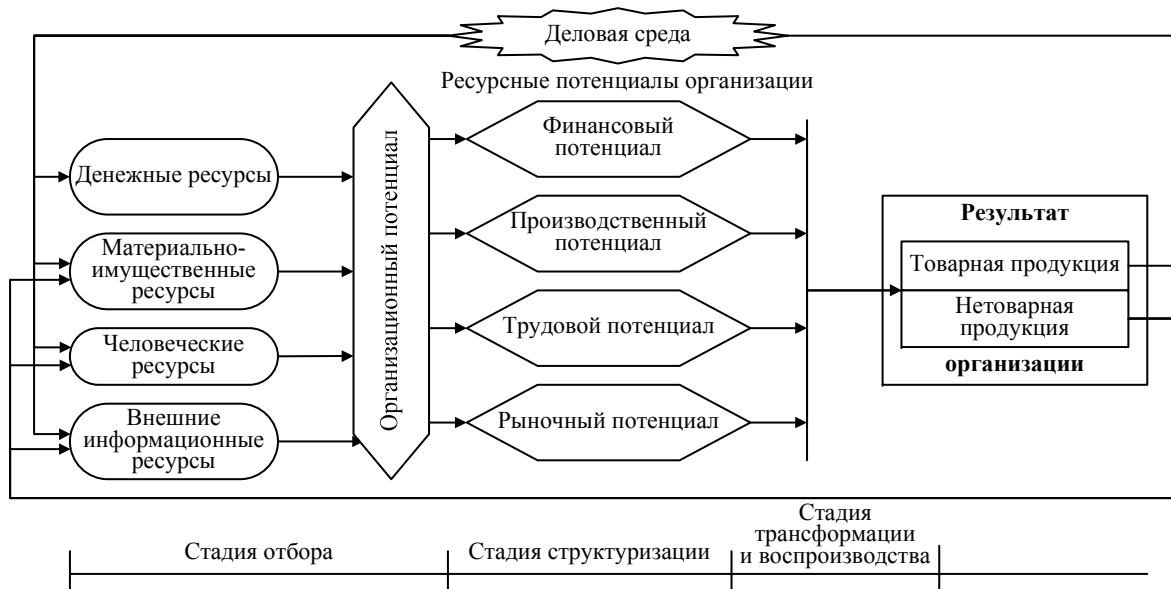 Деловая среда
Ресурсные потенциалы организации
Денежные ресурсы
Материально-
имущественные
ресурсы
Человеческие
ресурсы
Внешние
информационные
ресурсы
Организационный потенциал
Финансовый
потенциал
Производственный
потенциал
Трудовой потенциал
Рыночный потенциал
Результат
Товарная продукция
Нетоварная
продукция
организации
Стадия отбора
Стадия структуризации
Стадия
трансформации
и воспроизводства